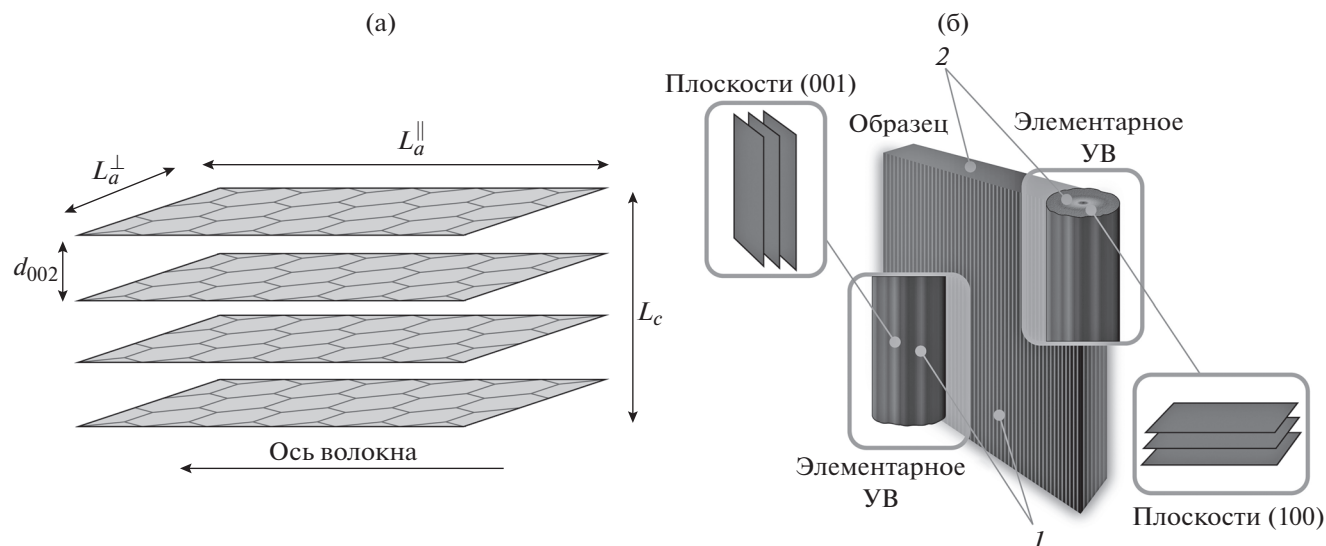 (а)
L_a^⊥
L_a^∥
d_002
L_c
Ось волокна
(б)
2
Плоскости (001)
Образец
Элементарное
УВ
Элементарное
УВ
Плоскости (100)
1